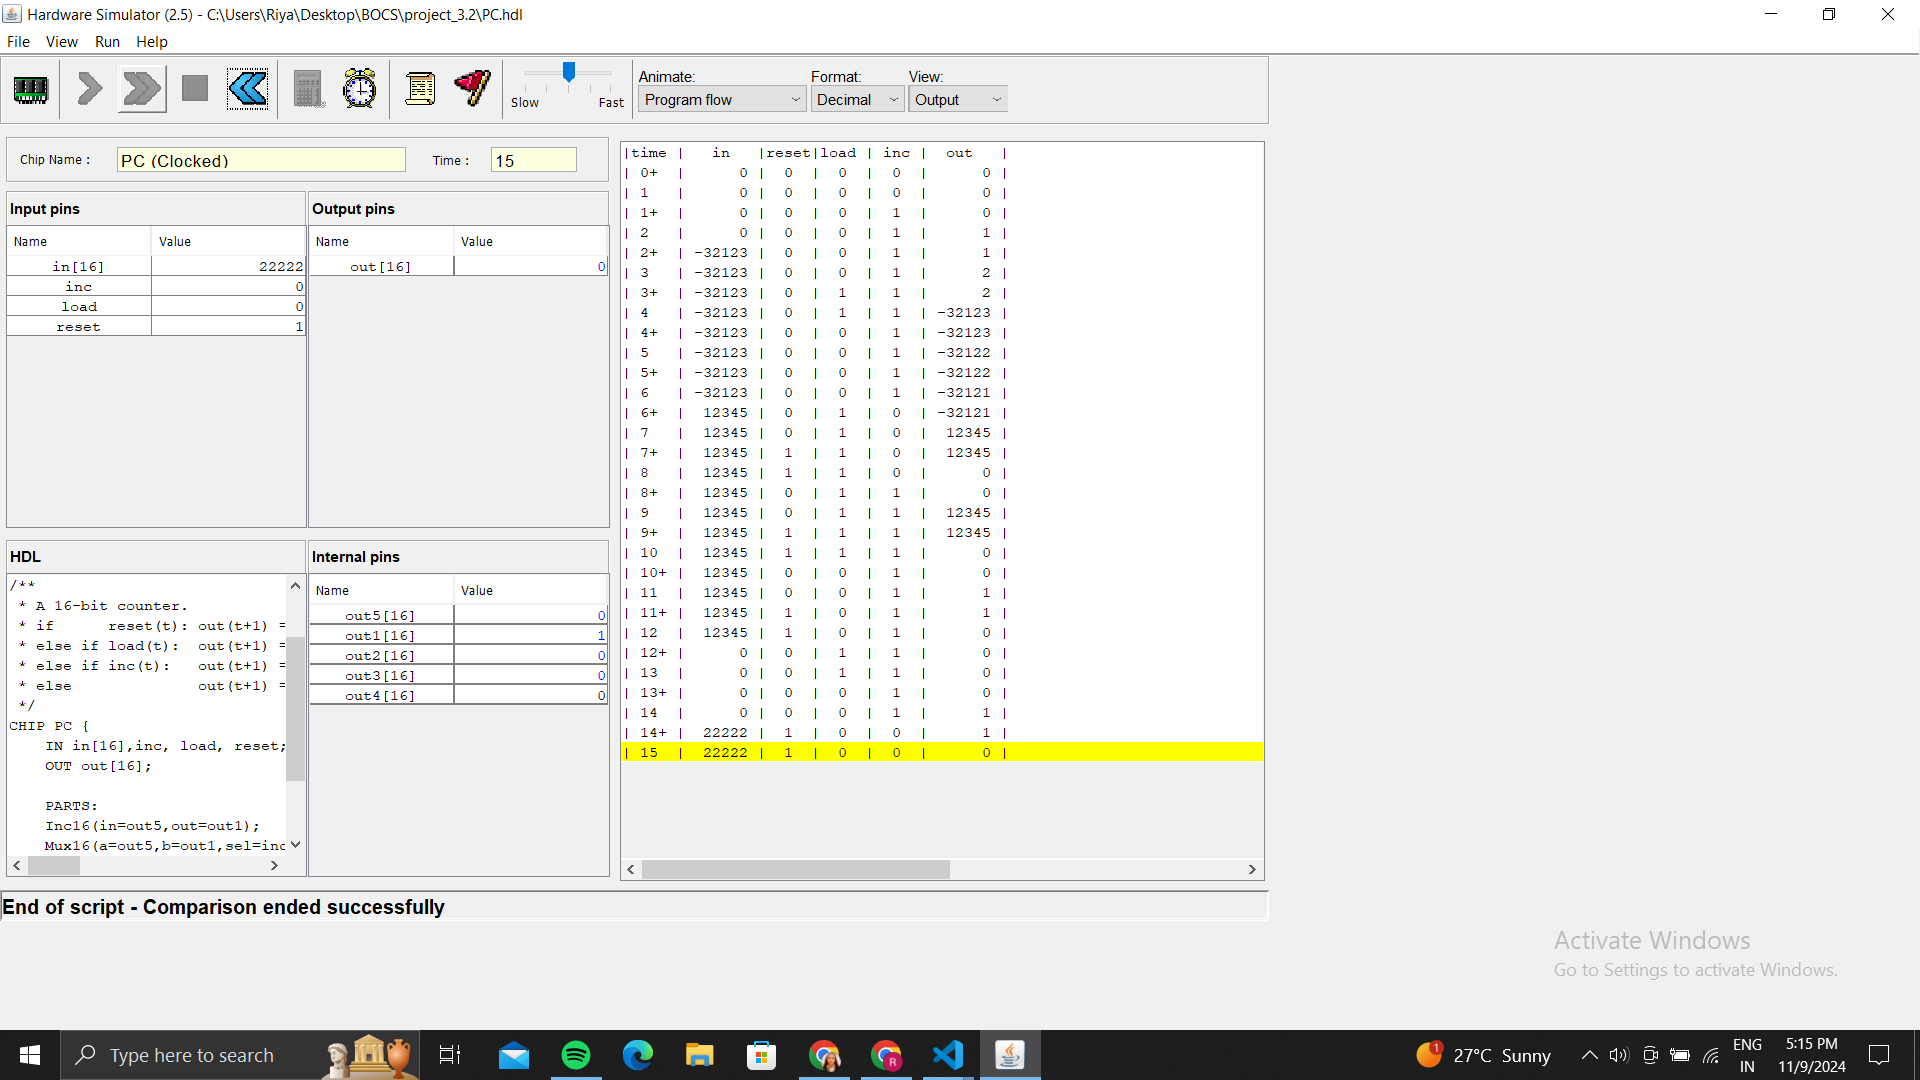 Hardware Simulator (2.5) - C:\Users\Riya\Desktop\BOCS\project_3.2\PC.hdl
File View Run Help
Slow Fast
Animate: Format: View:
Program flow Decimal Output
Chip Name : PC (Clocked) Time : 15
Input pins
Name Value
in[16] 22222
inc 0
load 0
reset 1
Output pins
Name Value
out[16] 0
HDL
/**
* A 16-bit counter.
* if reset(t): out(t+1) =
* else if load(t): out(t+1) =
* else if inc(t): out(t+1) =
* else out(t+1) =
*/
CHIP PC {
IN in[16],inc, load, reset;
OUT out[16];
PARTS:
Inc16(in=out5,out=out1);
Mux16(a=out5,b=out1,sel=inc
Internal pins
Name Value
out5[16] 0
out1[16] 1
out2[16] 0
out3[16] 0
out4[16] 0
|time | in |reset|load | inc | out |
| 0+ | 0 | 0 | 0 | 0 | 0 |
| 1 | 0 | 0 | 0 | 0 | 0 |
| 1+ | 0 | 0 | 0 | 1 | 0 |
| 2 | 0 | 0 | 0 | 1 | 1 |
| 2+ | -32123 | 0 | 0 | 1 | 1 |
| 3 | -32123 | 0 | 0 | 1 | 2 |
| 3+ | -32123 | 0 | 1 | 1 | 2 |
| 4 | -32123 | 0 | 1 | 1 | -32123 |
| 4+ | -32123 | 0 | 0 | 1 | -32123 |
| 5 | -32123 | 0 | 0 | 1 | -32122 |
| 5+ | -32123 | 0 | 0 | 1 | -32122 |
| 6 | -32123 | 0 | 0 | 1 | -32121 |
| 6+ | 12345 | 0 | 1 | 0 | -32121 |
| 7 | 12345 | 0 | 1 | 0 | 12345 |
| 7+ | 12345 | 1 | 1 | 0 | 12345 |
| 8 | 12345 | 1 | 1 | 0 | 0 |
| 8+ | 12345 | 0 | 1 | 1 | 0 |
| 9 | 12345 | 0 | 1 | 1 | 12345 |
| 9+ | 12345 | 1 | 1 | 1 | 12345 |
| 10 | 12345 | 1 | 1 | 1 | 0 |
| 10+ | 12345 | 0 | 0 | 1 | 0 |
| 11 | 12345 | 0 | 0 | 1 | 1 |
| 11+ | 12345 | 1 | 0 | 1 | 1 |
| 12 | 12345 | 1 | 0 | 1 | 0 |
| 12+ | 0 | 0 | 1 | 1 | 0 |
| 13 | 0 | 0 | 1 | 1 | 0 |
| 13+ | 0 | 0 | 0 | 1 | 0 |
| 14 | 0 | 0 | 0 | 1 | 1 |
| 14+ | 22222 | 1 | 0 | 0 | 1 |
| 15 | 22222 | 1 | 0 | 0 | 0 |
End of script - Comparison ended successfully
Activate Windows
Go to Settings to activate Windows.
Type here to search
R
1
27°C Sunny
ENG
IN
5:15 PM
11/9/2024